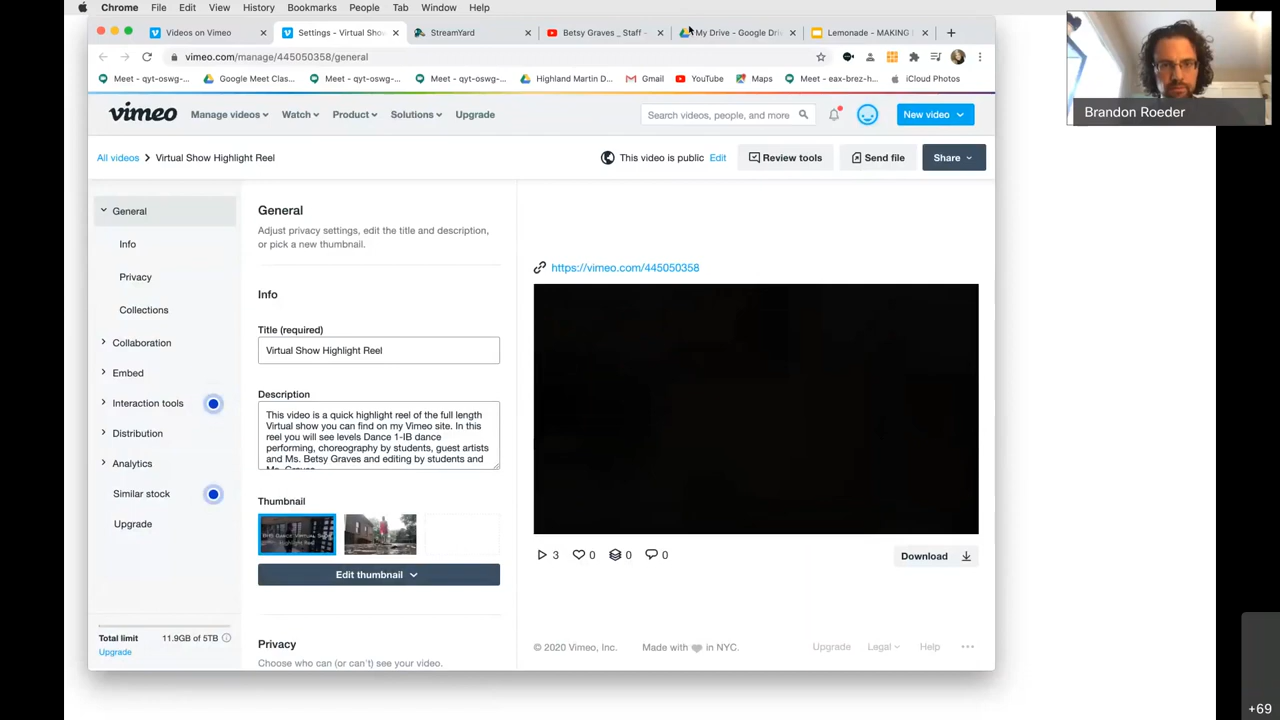 Chrome File Edit View History Bookmarks People Tab Window Help
Videos on Vimeo
Settings - Virtual Sho
StreamYard
Betsy Graves _ Staff -
My Drive - Google Driv
Lemonade - MAKING
vimeo.com/manage/445050358/general
Meet - qyt-oswg-...
Google Meet Clas...
Meet - qyt-oswg-...
Meet - qyt-oswg-...
Highland Martin D...
Gmail
YouTube
Maps
Meet - eax-brez-h...
iCloud Photos
Brandon Roeder
vimeo
Manage videos
Watch
Product
Solutions
Upgrade
Search videos, people, and more
New video
All videos > Virtual Show Highlight Reel
This video is public Edit
Review tools
Send file
Share
General
Info
Privacy
Collections
Collaboration
Embed
Interaction tools
Distribution
Analytics
Similar stock
Upgrade
Total limit 11.9GB of 5TB
Upgrade
General
Adjust privacy settings, edit the title and description,
or pick a new thumbnail.
Info
Title (required)
Virtual Show Highlight Reel
Description
This video is a quick highlight reel of the full length
Virtual show you can find on my Vimeo site. In this
reel you will see levels Dance 1-IB dance
performing, choreography by students, guest artists
and Ms. Betsy Graves and editing by students and
Ms. Graves
Thumbnail
BHS Dance Virtual Show
Highlight Reel
Edit thumbnail
Privacy
Choose who can (or can't) see your video.
https://vimeo.com/445050358
3 0 0 0
Download
© 2020 Vimeo, Inc. Made with in NYC.
Upgrade Legal Help ...
+69